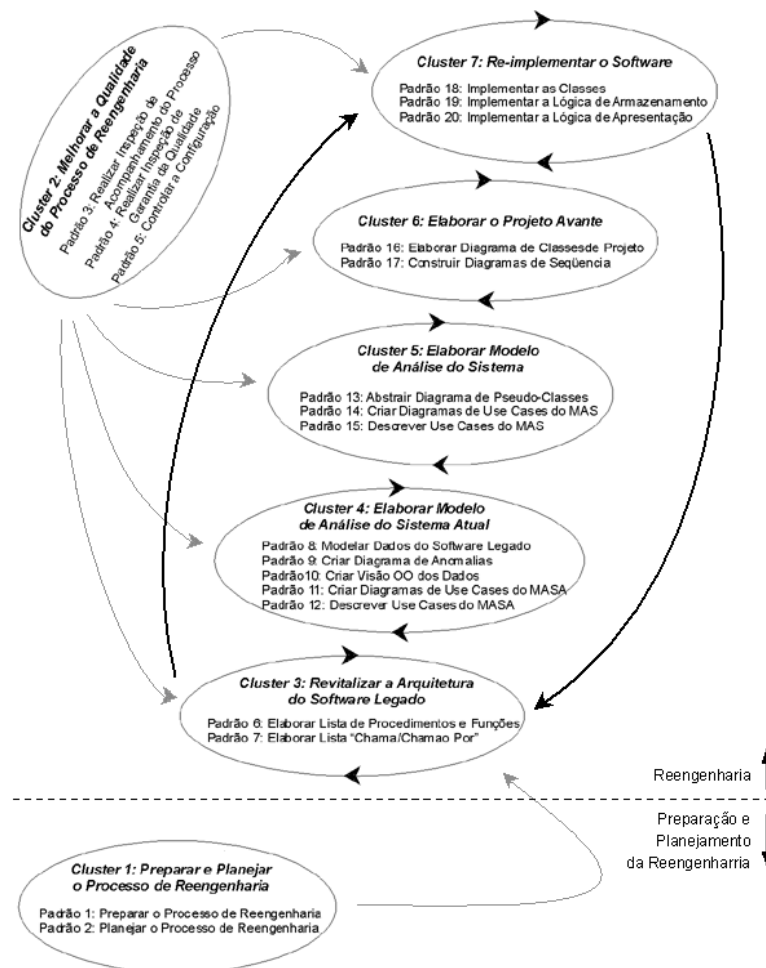 Cluster 2: Melhorar a Qualidade
do Processo de Reengenharia
Padrão 3: Realizar Inspeção de
Acompanhamento do Processo
Padrão 4: Realizar Inspeção de
Garantia da Qualidade
Padrão 5: Controlar a Configuração
Cluster 7: Re-implementar o Software
Padrão 18: Implementar as Classes
Padrão 19: Implementar a Lógica de Armazenamento
Padrão 20: Implementar a Lógica de Apresentação
Cluster 6: Elaborar o Projeto Avante
Padrão 16: Elaborar Diagrama de Classesde Projeto
Padrão 17: Construir Diagramas de Seqüencia
Cluster 5: Elaborar Modelo
de Análise do Sistema
Padrão 13: Abstrair Diagrama de Pseudo-Classes
Padrão 14: Criar Diagramas de Use Cases do MAS
Padrão 15: Descrever Use Cases do MAS
Cluster 4: Elaborar Modelo
de Análise do Sistema Atual
Padrão 8: Modelar Dados do Software Legado
Padrão 9: Criar Diagrama de Anomalias
Padrão10: Criar Visão OO dos Dados
Padrão 11: Criar Diagramas de Use Cases do MASA
Padrão 12: Descrever Use Cases do MASA
Cluster 3: Revitalizar a Arquitetura
do Software Legado
Padrão 6: Elaborar Lista de Procedimentos e Funções
Padrão 7: Elaborar Lista “Chama/Chamao Por”
Reengenharia
Preparação e
Planejamento
da Reengenharria
Cluster 1: Preparar e Planejar
o Processo de Reengenharia
Padrão 1: Preparar o Processo de Reengenharia
Padrão 2: Planejar o Processo de Reengenharia